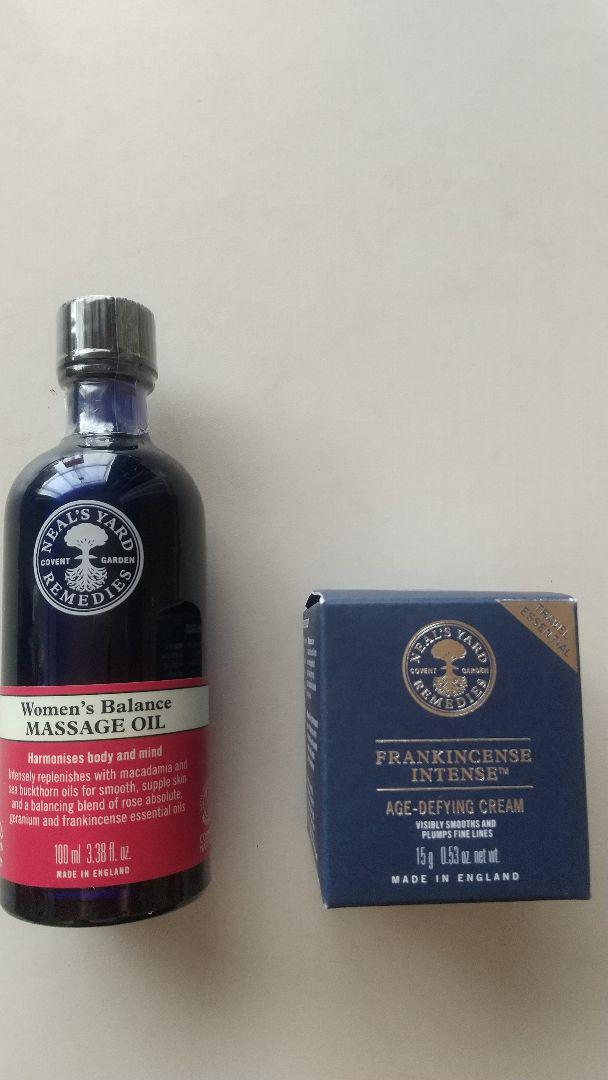 NEAL'S YARD
COVENT GARDEN
REMEDIES
Women's Balance
MASSAGE OIL
Harmonises body and mind
Intensely replenishes with macadamia and
sea buckthorn oils for smooth, supple skin
and a balancing blend of rose absolute,
geranium and frankincense essential oils
100 ml 3.38 fl. oz.
MADE IN ENGLAND
TRAVEL
ESSENTIAL
NEAL'S YARD
COVENT GARDEN
REMEDIES
FRANKINCENSE
INTENSE™
AGE-DEFYING CREAM
VISIBLY SMOOTHS AND
PLUMPS FINE LINES
15 g 0.53 oz. net wt.
MADE IN ENGLAND